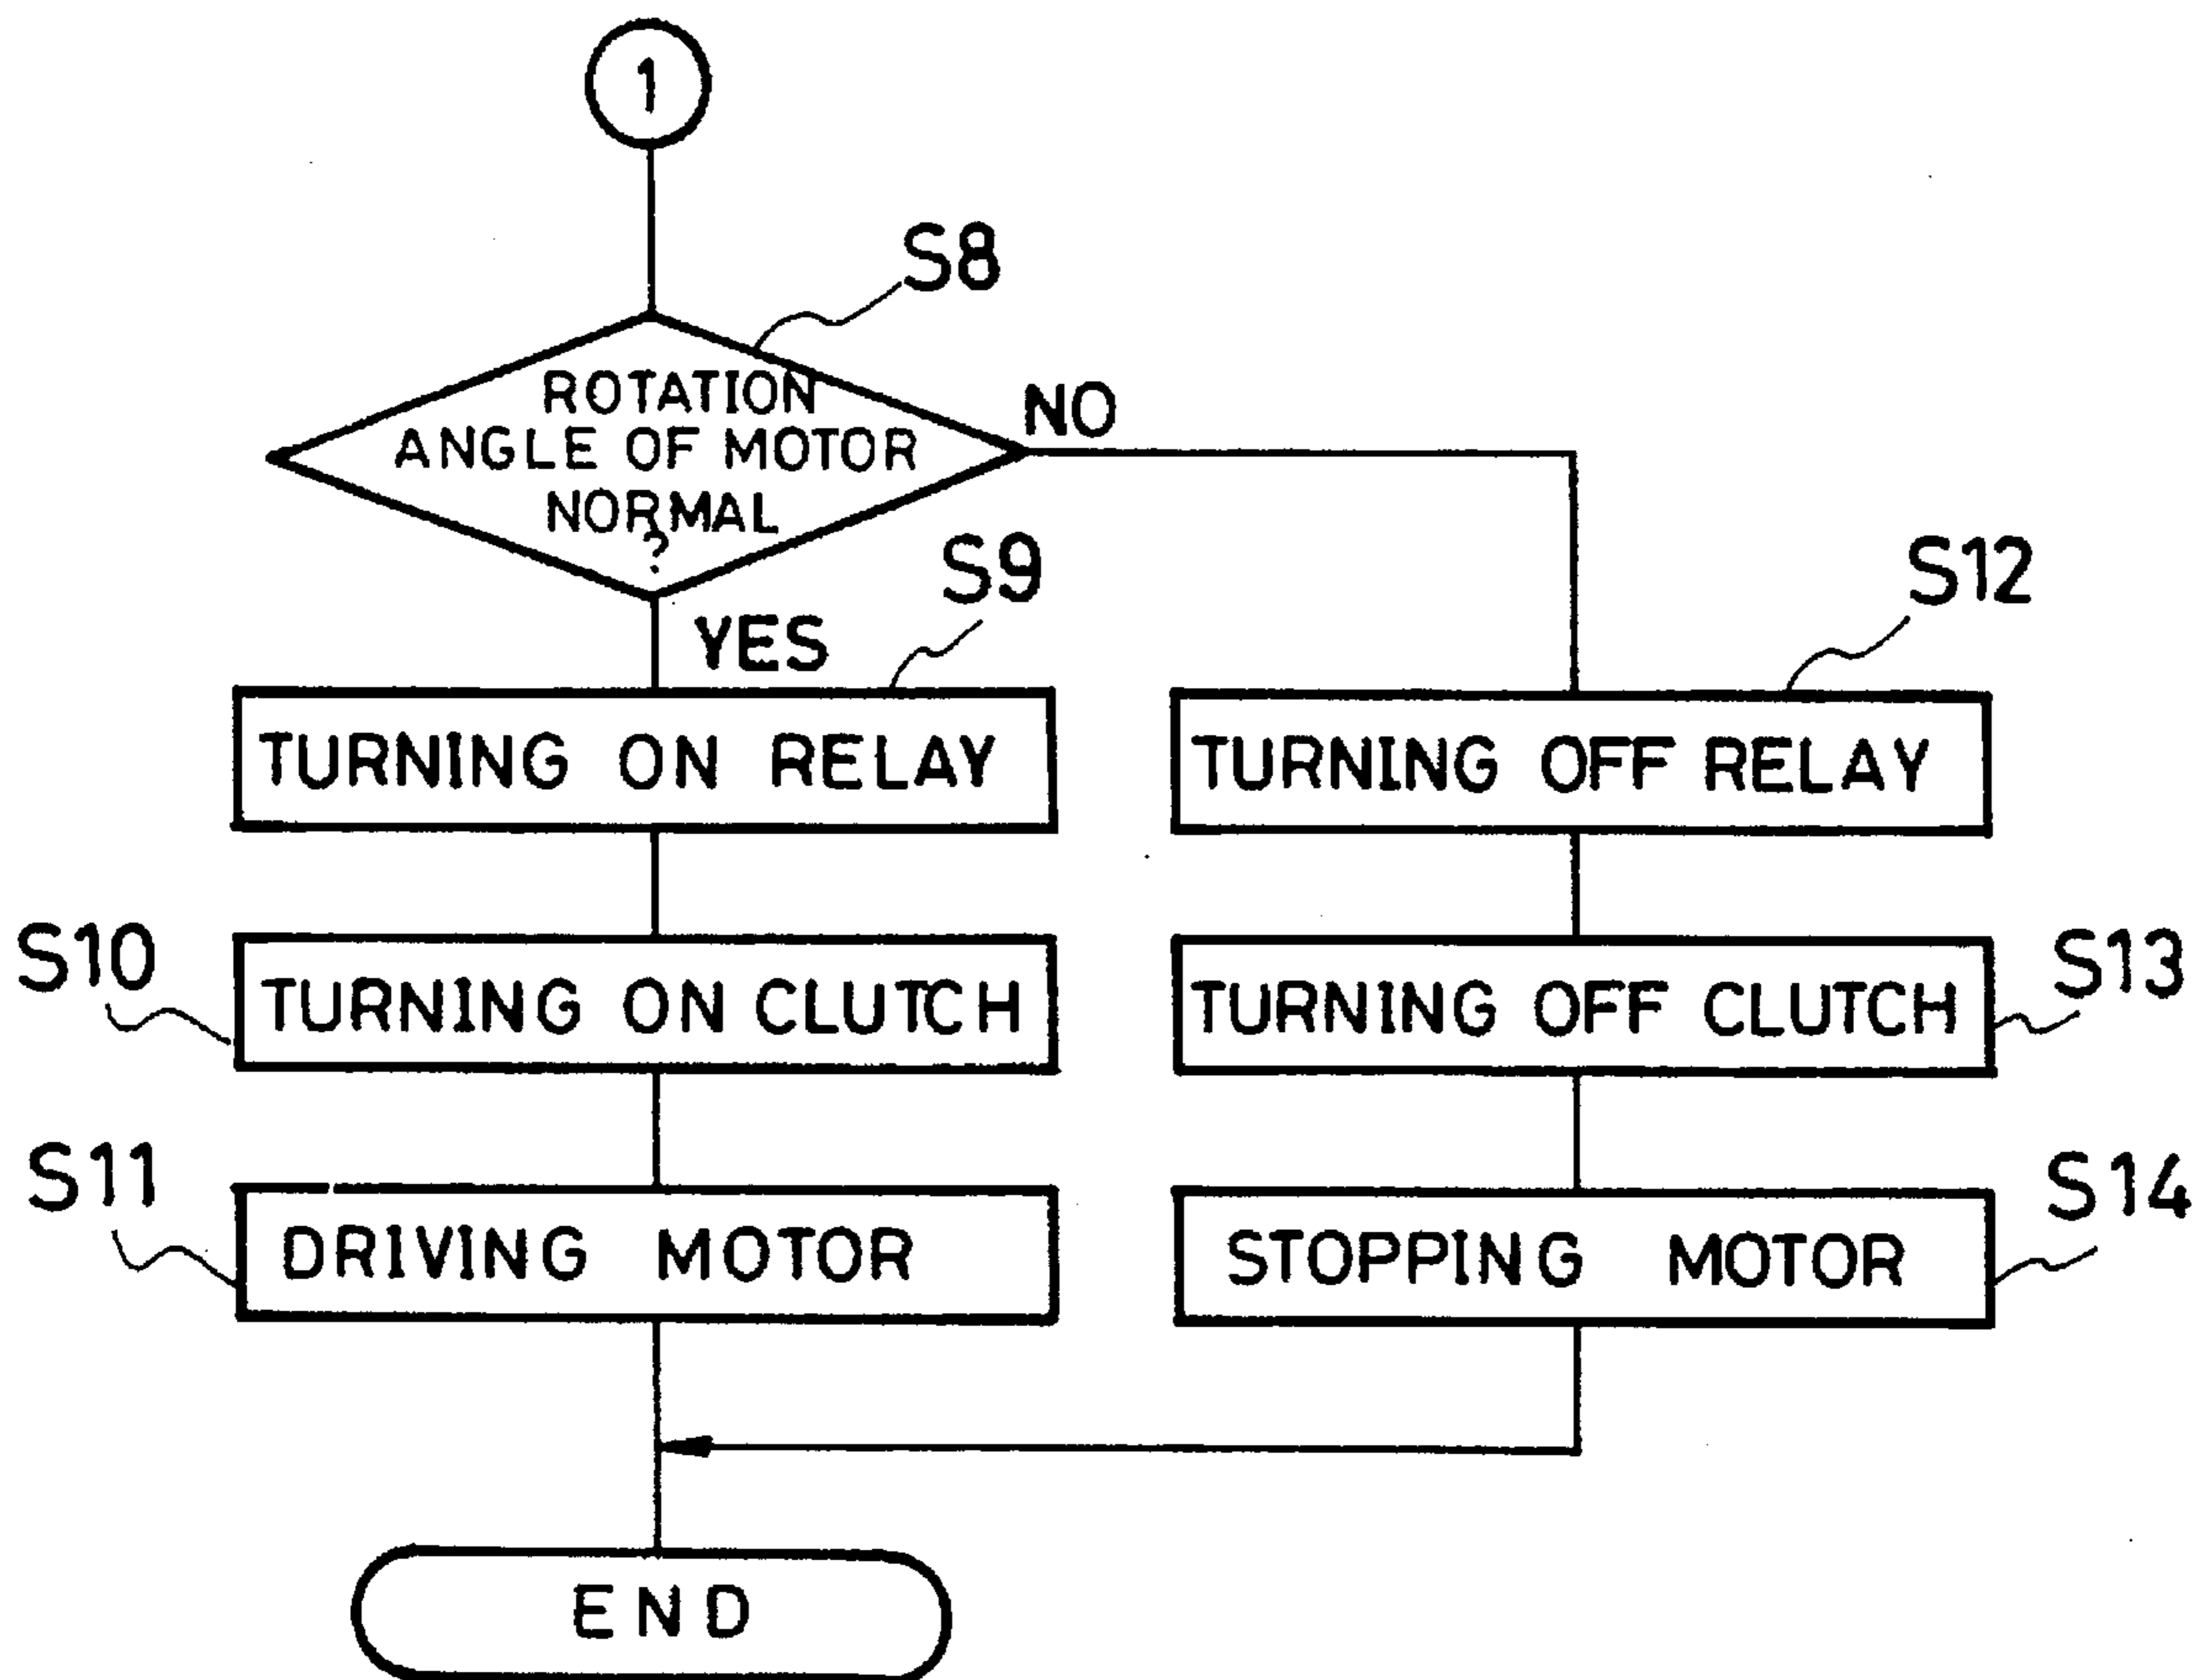 1
S8
ROTATION
ANGLE OF MOTOR
NORMAL
?
NO
YES
S9
S12
TURNING ON RELAY
TURNING OFF RELAY
S10
TURNING ON CLUTCH
TURNING OFF CLUTCH
S13
S11
DRIVING MOTOR
STOPPING MOTOR
S14
END